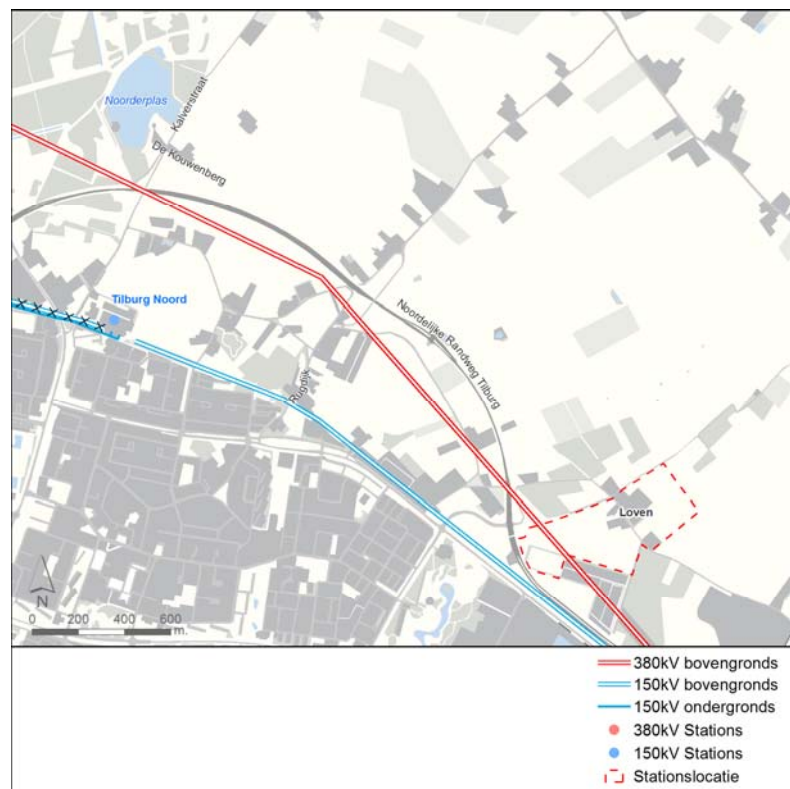 Noorderplas
Kalverstraat
De Kouwenberg
Tilburg Noord
Noordelijke Randweg Tilburg
Rugdijk
Loven
N
0 200 400 600
m.
380kV bovengronds
150kV bovengronds
150kV ondergronds
380kV Stations
150kV Stations
Stationslocatie